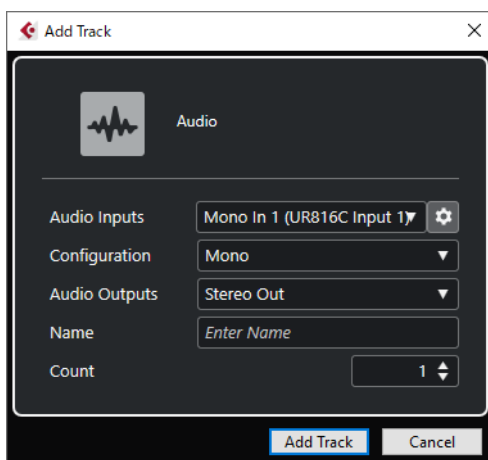 Add Track
Audio
Audio Inputs Mono In 1 (UR816C Input 1)
Configuration Mono
Audio Outputs Stereo Out
Name Enter Name
Count 1
Add Track Cancel